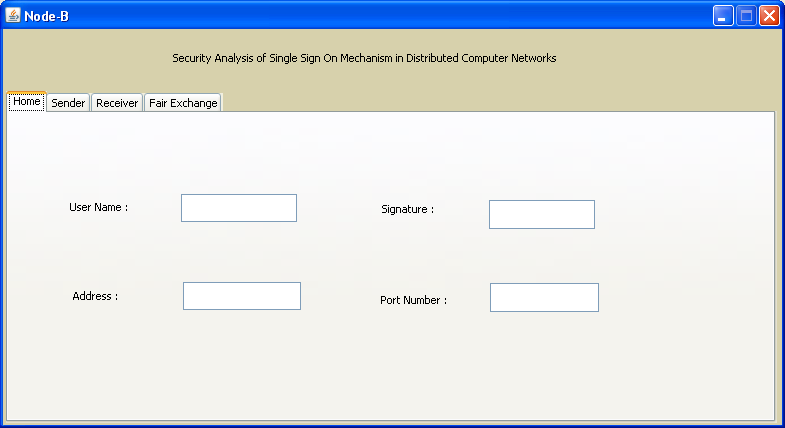 Node-B
Security Analysis of Single Sign On Mechanism in Distributed Computer Networks
Home Sender Receiver Fair Exchange
User Name : Signature :
Address : Port Number :